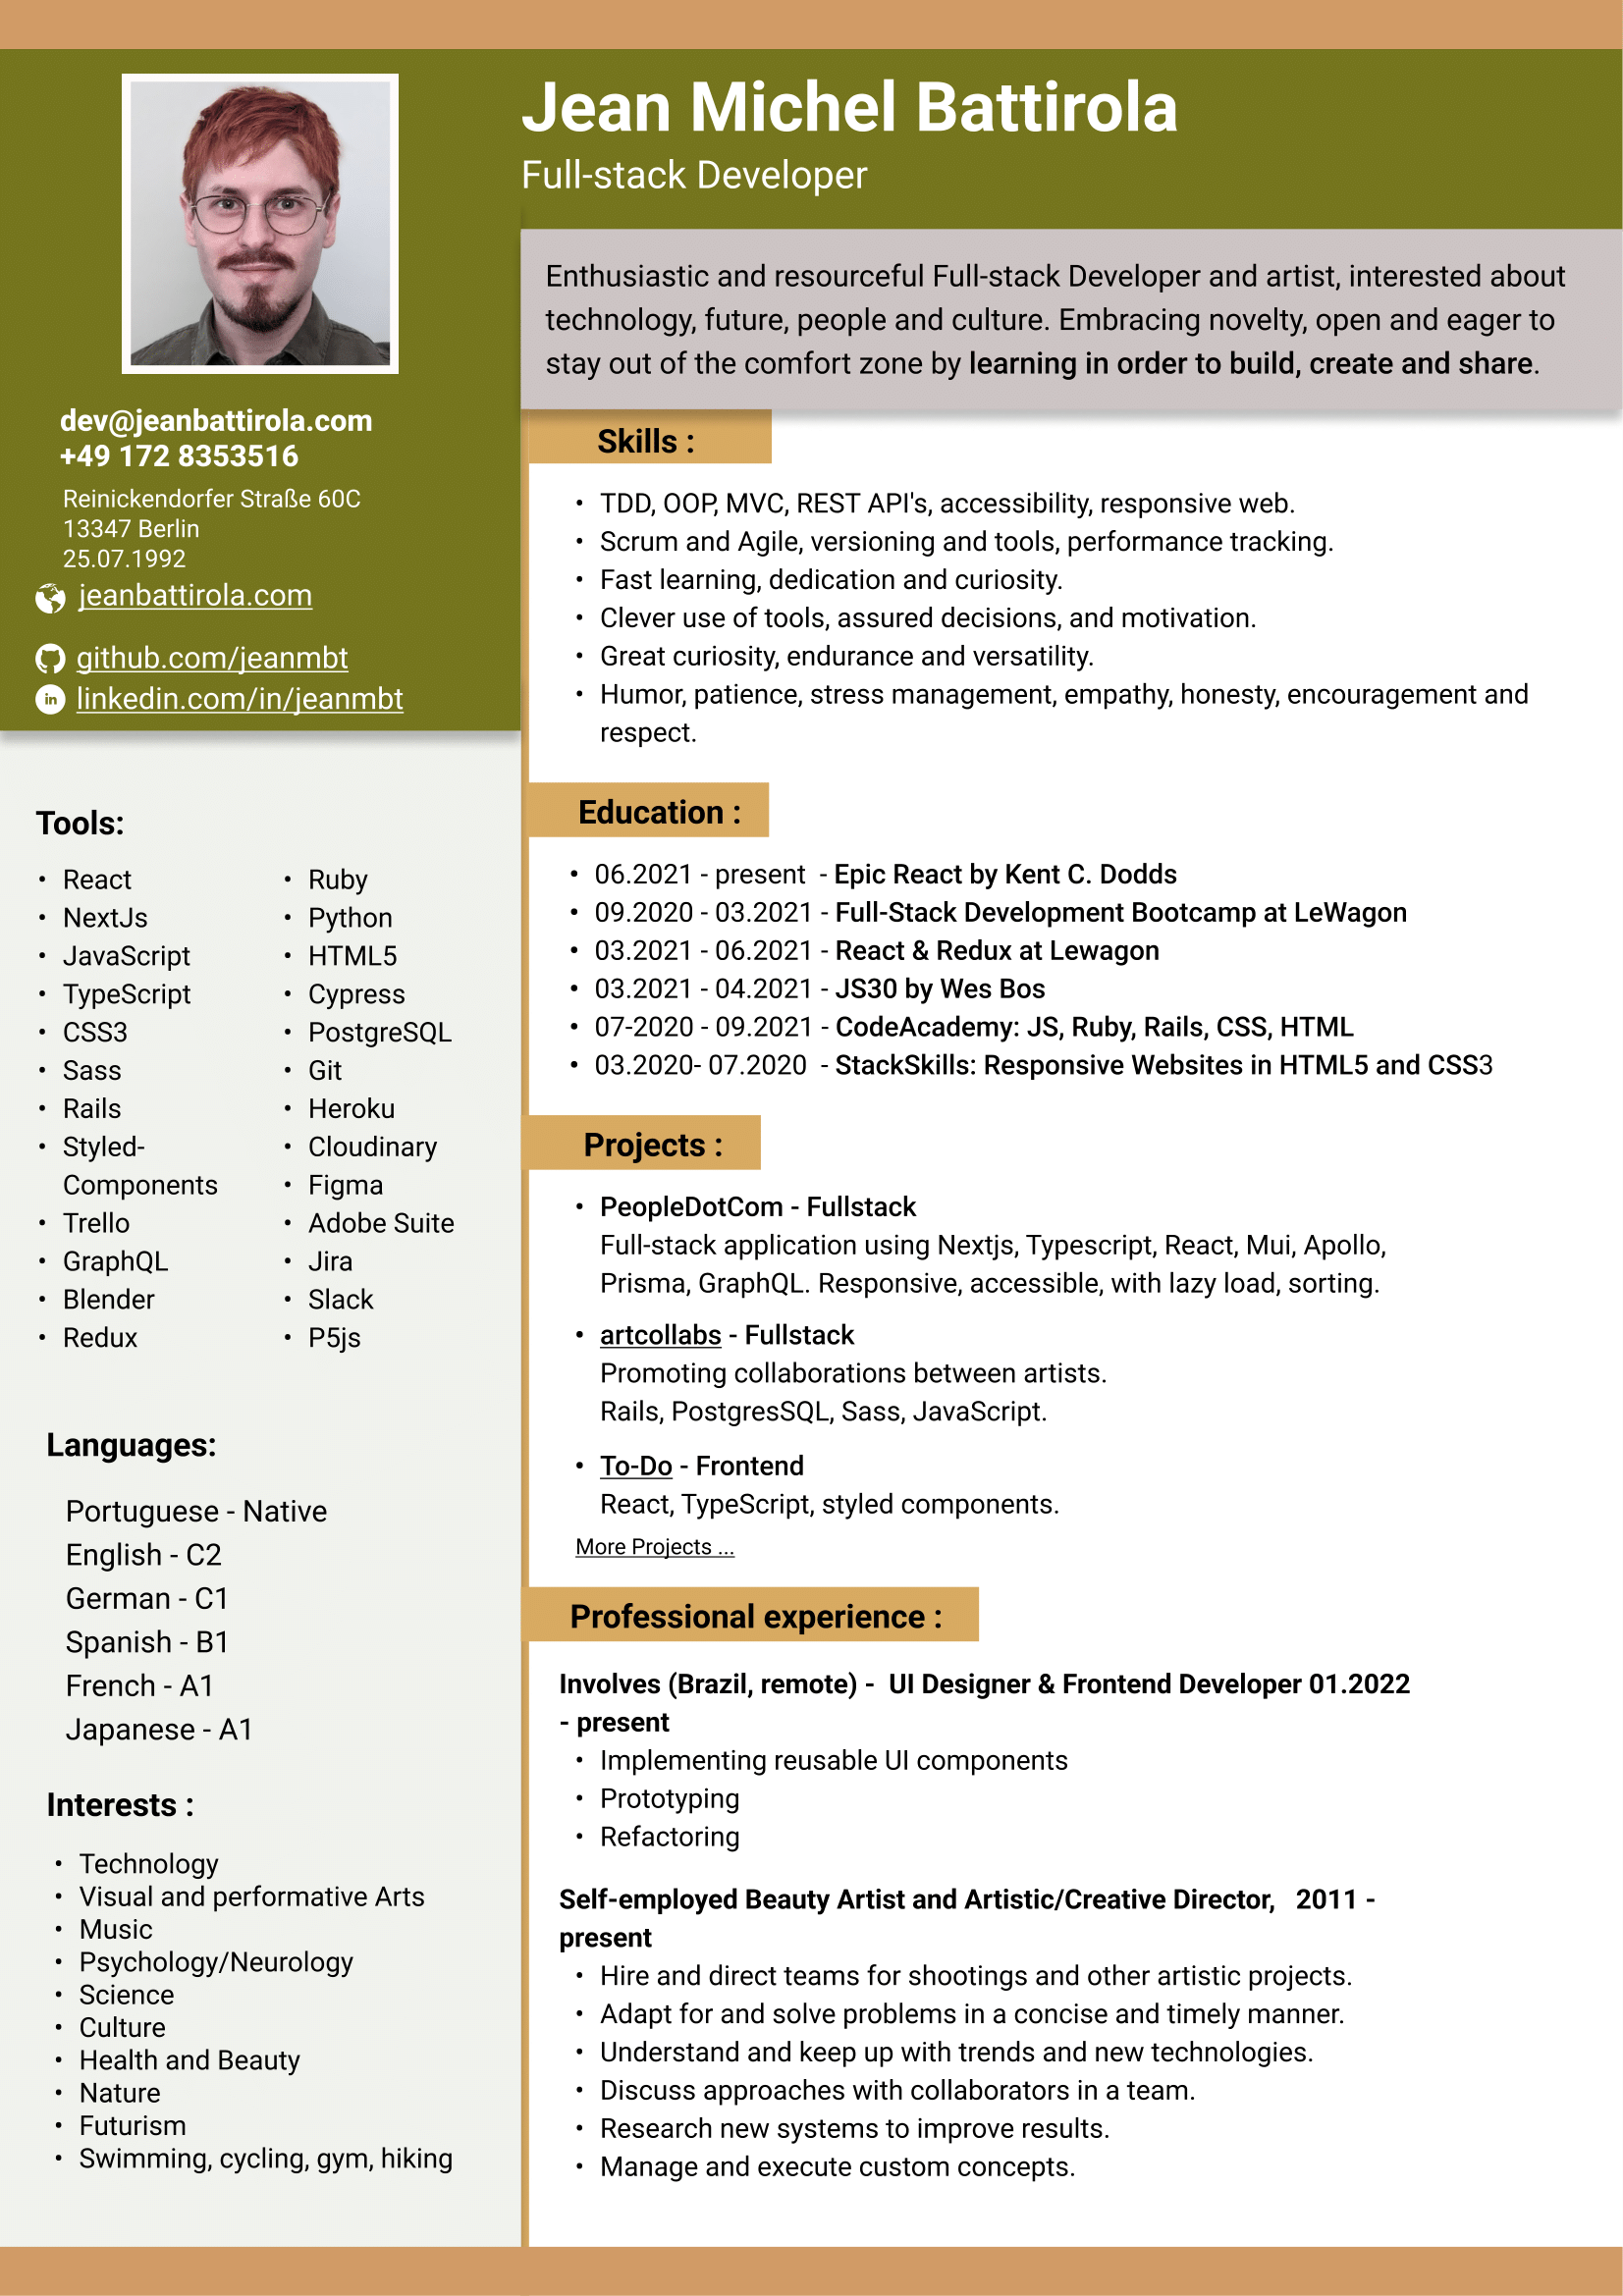 Jean Michel Battirola
Full-stack Developer
Enthusiastic and resourceful Full-stack Developer and artist, interested about
technology, future, people and culture. Embracing novelty, open and eager to
stay out of the comfort zone by learning in order to build, create and share.
dev@jeanbattirola.com
+49 172 8353516
Reinickendorfer Straße 60C
13347 Berlin
25.07.1992
jeanbattirola.com
github.com/jeanmbt
in linkedin.com/in/jeanmbt
Tools:
• React
• NextJs
• JavaScript
• TypeScript
• CSS3
• Sass
• Rails
• Styled-
Components
• Trello
• GraphQL
• Blender
• Redux
• Ruby
• Python
• HTML5
• Cypress
• PostgreSQL
• Git
• Heroku
• Cloudinary
• Figma
• Adobe Suite
• Jira
• Slack
• P5js
Languages:
Portuguese - Native
English - C2
German - C1
Spanish - B1
French - A1
Japanese - A1
Interests :
• Technology
• Visual and performative Arts
• Music
• Psychology/Neurology
• Science
• Culture
• Health and Beauty
• Nature
• Futurism
• Swimming, cycling, gym, hiking
Skills :
• TDD, OOP, MVC, REST API's, accessibility, responsive web.
• Scrum and Agile, versioning and tools, performance tracking.
• Fast learning, dedication and curiosity.
• Clever use of tools, assured decisions, and motivation.
• Great curiosity, endurance and versatility.
• Humor, patience, stress management, empathy, honesty, encouragement and
respect.
Education :
• 06.2021 - present - Epic React by Kent C. Dodds
• 09.2020 - 03.2021 - Full-Stack Development Bootcamp at LeWagon
• 03.2021 - 06.2021 - React & Redux at Lewagon
• 03.2021 - 04.2021 - JS30 by Wes Bos
• 07-2020 - 09.2021 - CodeAcademy: JS, Ruby, Rails, CSS, HTML
• 03.2020- 07.2020 - StackSkills: Responsive Websites in HTML5 and CSS3
Projects :
• PeopleDotCom - Fullstack
Full-stack application using Nextjs, Typescript, React, Mui, Apollo,
Prisma, GraphQL. Responsive, accessible, with lazy load, sorting.
• artcollabs - Fullstack
Promoting collaborations between artists.
Rails, PostgresSQL, Sass, JavaScript.
• To-Do - Frontend
React, TypeScript, styled components.
More Projects ...
Professional experience :
Involves (Brazil, remote) - UI Designer & Frontend Developer 01.2022
- present
• Implementing reusable UI components
• Prototyping
• Refactoring
Self-employed Beauty Artist and Artistic/Creative Director, 2011 -
present
• Hire and direct teams for shootings and other artistic projects.
• Adapt for and solve problems in a concise and timely manner.
• Understand and keep up with trends and new technologies.
• Discuss approaches with collaborators in a team.
• Research new systems to improve results.
• Manage and execute custom concepts.